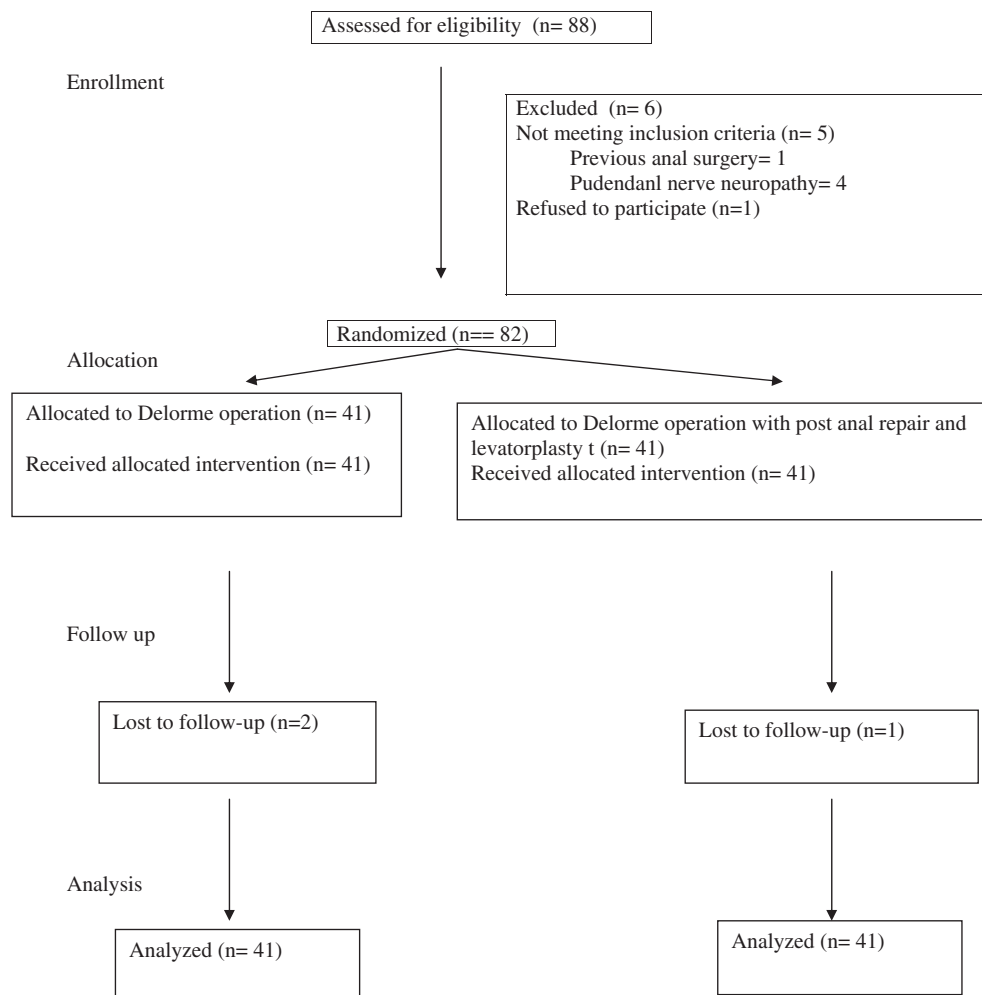 Assessed for eligibility (n= 88)
Enrollment
Excluded (n= 6)
Not meeting inclusion criteria (n= 5)
Previous anal surgery= 1
Pudendanl nerve neuropathy= 4
Refused to participate (n=1)
Randomized (n== 82)
Allocation
Allocated to Delorme operation (n= 41)
Received allocated intervention (n= 41)
Allocated to Delorme operation with post anal repair and
levatorplasty t (n= 41)
Received allocated intervention (n= 41)
Follow up
Lost to follow-up (n=2)
Lost to follow-up (n=1)
Analysis
Analyzed (n= 41)
Analyzed (n= 41)